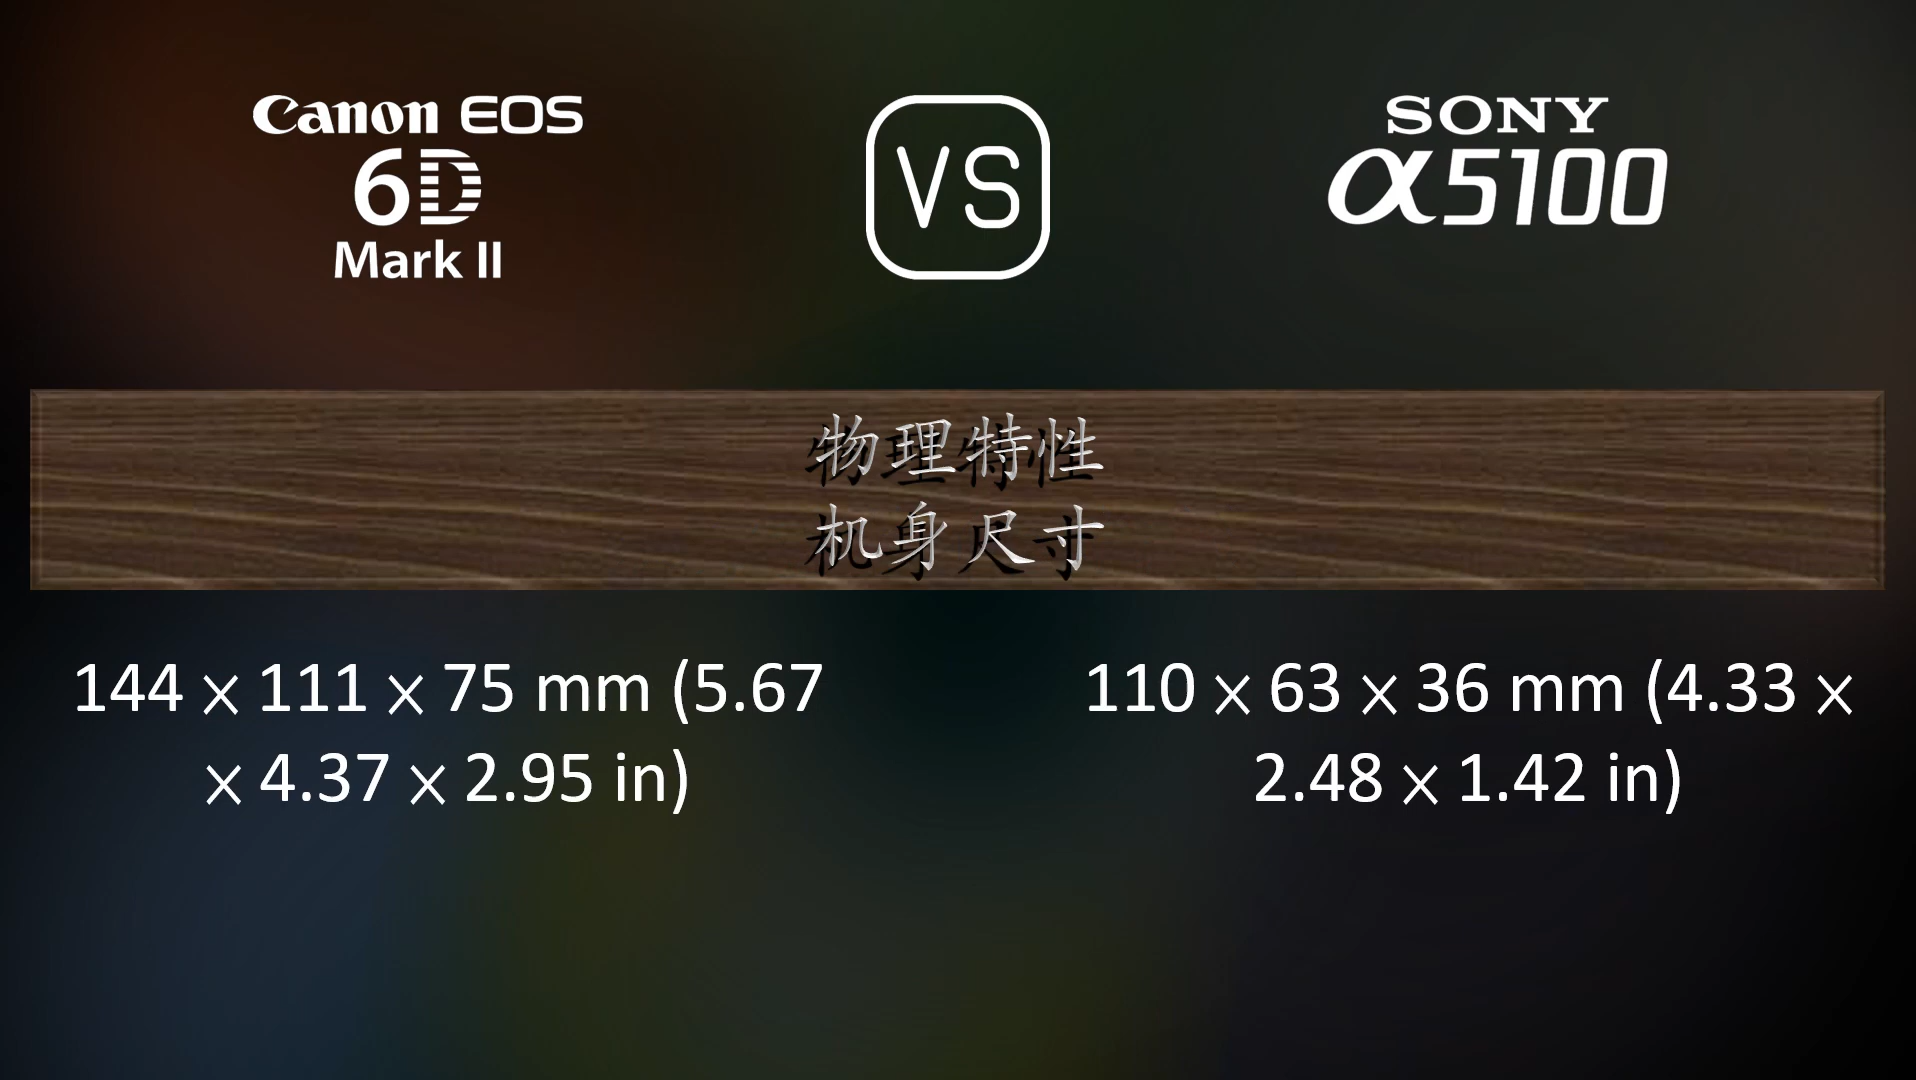 Canon EOS
6D
Mark II
VS
SONY
α5100
物理特性
机身尺寸
144 x 111 x 75 mm (5.67
x 4.37 x 2.95 in)
110 x 63 x 36 mm (4.33 x
2.48 x 1.42 in)